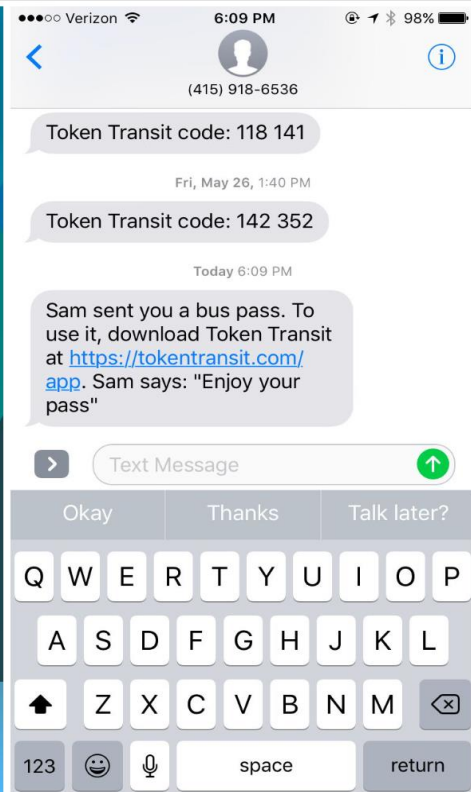 Verizon 6:09 PM 98%
(415) 918-6536
Token Transit code: 118 141
Fri, May 26, 1:40 PM
Token Transit code: 142 352
Today 6:09 PM
Sam sent you a bus pass. To
use it, download Token Transit
at https://tokentransit.com/
app. Sam says: "Enjoy your
pass"
Text Message
Okay Thanks Talk later?
Q W E R T Y U I O P
A S D F G H J K L
Z X C V B N M
123 space return